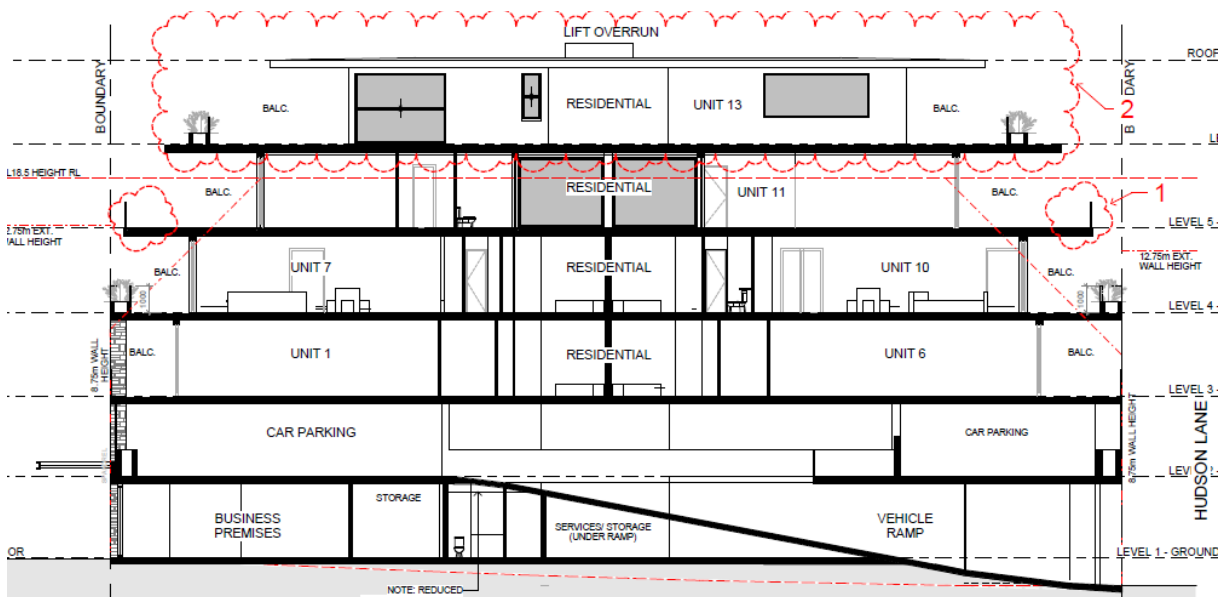 LIFT OVERRUN
ROOF
BOUNDARY
BALC.
RESIDENTIAL
UNIT 13
BALC.
2
B
DARY
LE
L18.5 HEIGHT RL
BALC.
RESIDENTIAL
UNIT 11
BALC.
1
LEVEL 5 -
2.75m EXT.
WALL HEIGHT
BALC.
UNIT 7
RESIDENTIAL
UNIT 10
BALC.
12.75m EXT.
WALL HEIGHT
1000
1000
LEVEL 4 -
8.75m WALL
HEIGHT
BALC.
UNIT 1
RESIDENTIAL
UNIT 6
BALC.
LEVEL 3 -
CAR PARKING
CAR PARKING
8.75m WALL HEIGHT
HUDSON LANE
STORAGE
BUSINESS
PREMISES
SERVICES/ STORAGE
(UNDER RAMP)
VEHICLE
RAMP
OR
LEVEL 1 - GROUND
NOTE: REDUCED